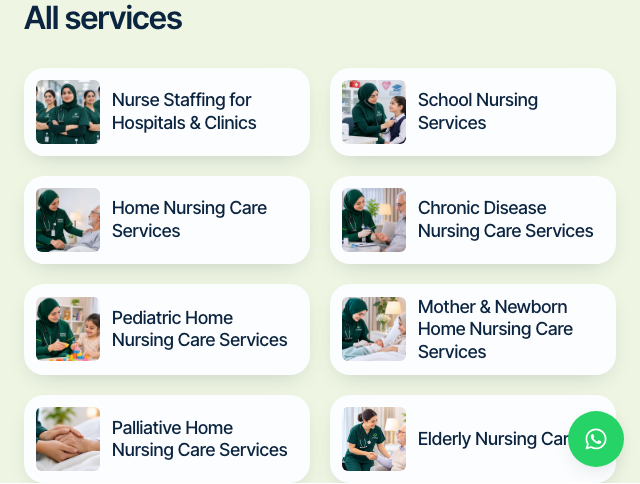 All services
Nurse Staffing for
Hospitals & Clinics
School Nursing
Services
Home Nursing Care
Services
Chronic Disease
Nursing Care Services
Pediatric Home
Nursing Care Services
Mother & Newborn
Home Nursing Care
Services
Palliative Home
Nursing Care Services
Elderly Nursing